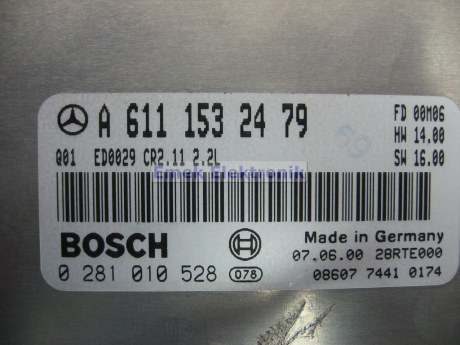 A 611 153 24 79
FD 00M06
HW 14.00
SW 16.00
Q01 ED0029 CR2.11 2.2L
Emek Elektronik
BOSCH
Made in Germany
07.06.00 28RTE000
0 281 010 528 078
08607 7441 0174
69